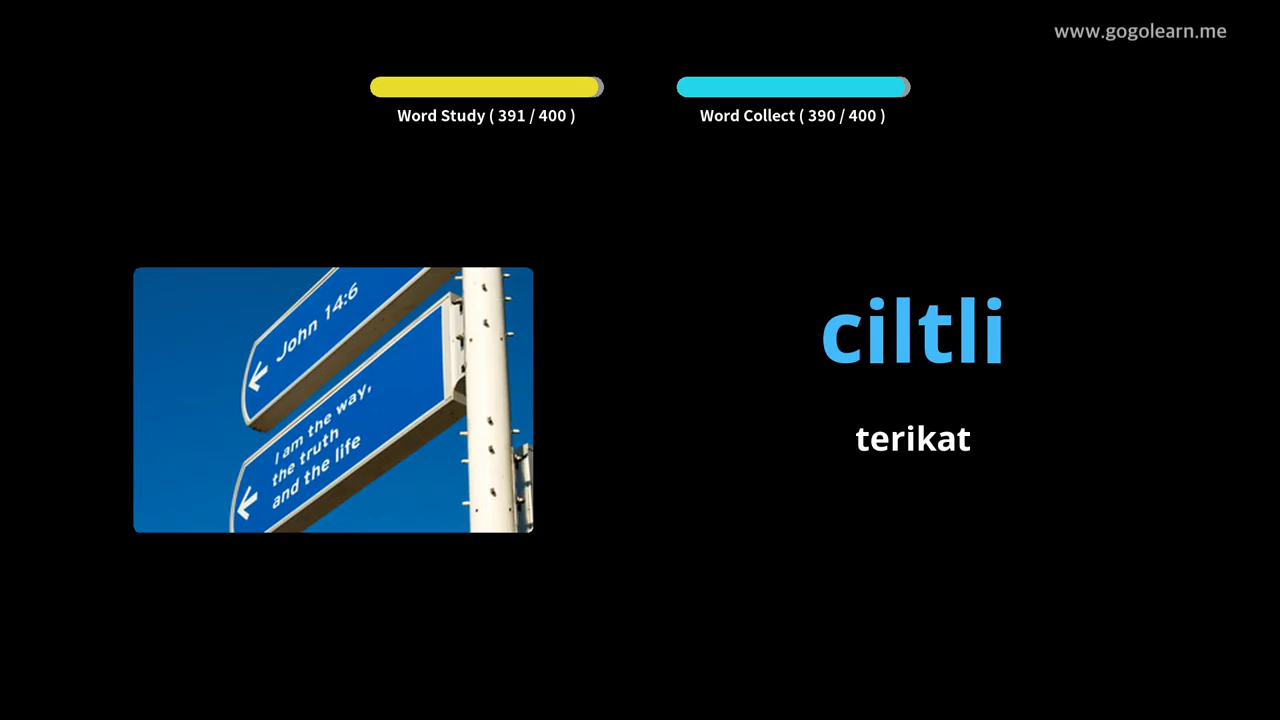 www.gogolearn.me
Word Study ( 391 / 400 )
Word Collect ( 390 / 400 )
John 14:6
I am the way,
the truth
and the life
ciltli
terikat